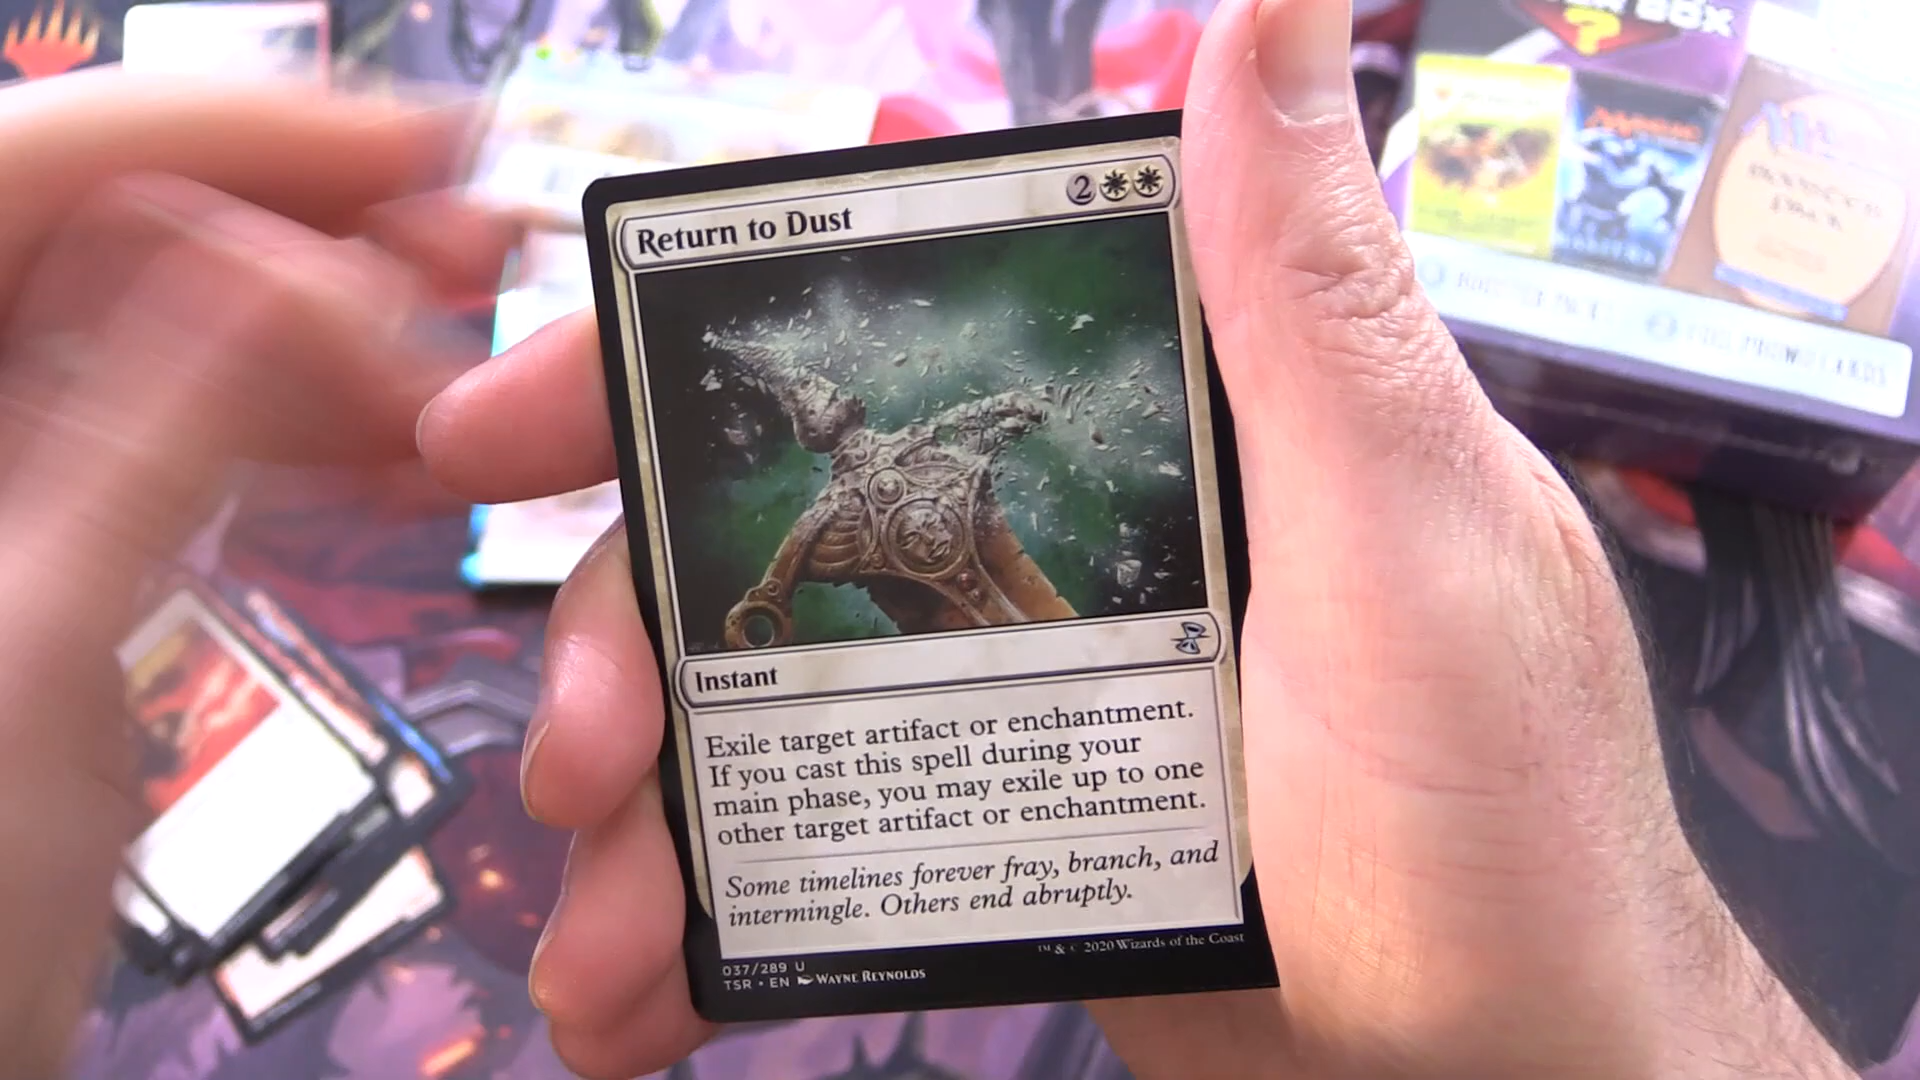 BOX
?
Return to Dust
2
Instant
Exile target artifact or enchantment.
If you cast this spell during your
main phase, you may exile up to one
other target artifact or enchantment.
Some timelines forever fray, branch, and
intermingle. Others end abruptly.
037/289 U
TSR • EN WAYNE REYNOLDS
™ & © 2020 Wizards of the Coast